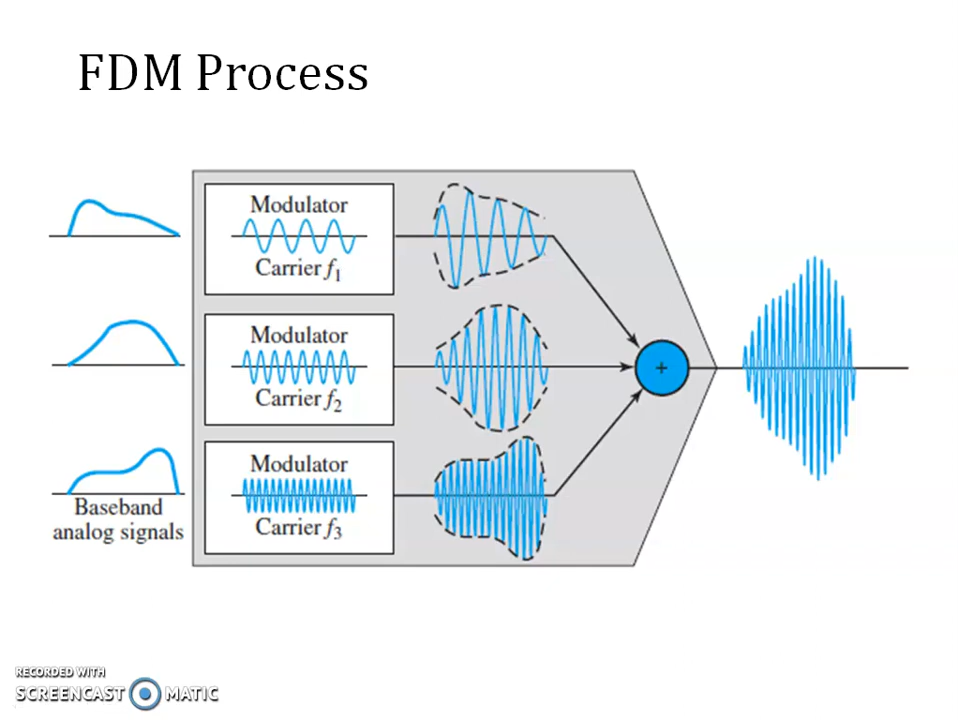 FDM Process
Modulator
Carrier f₁
Modulator
Carrier f₂
+
Modulator
Carrier f₃
Baseband
analog signals
RECORDED WITH
SCREENCAST MATIC